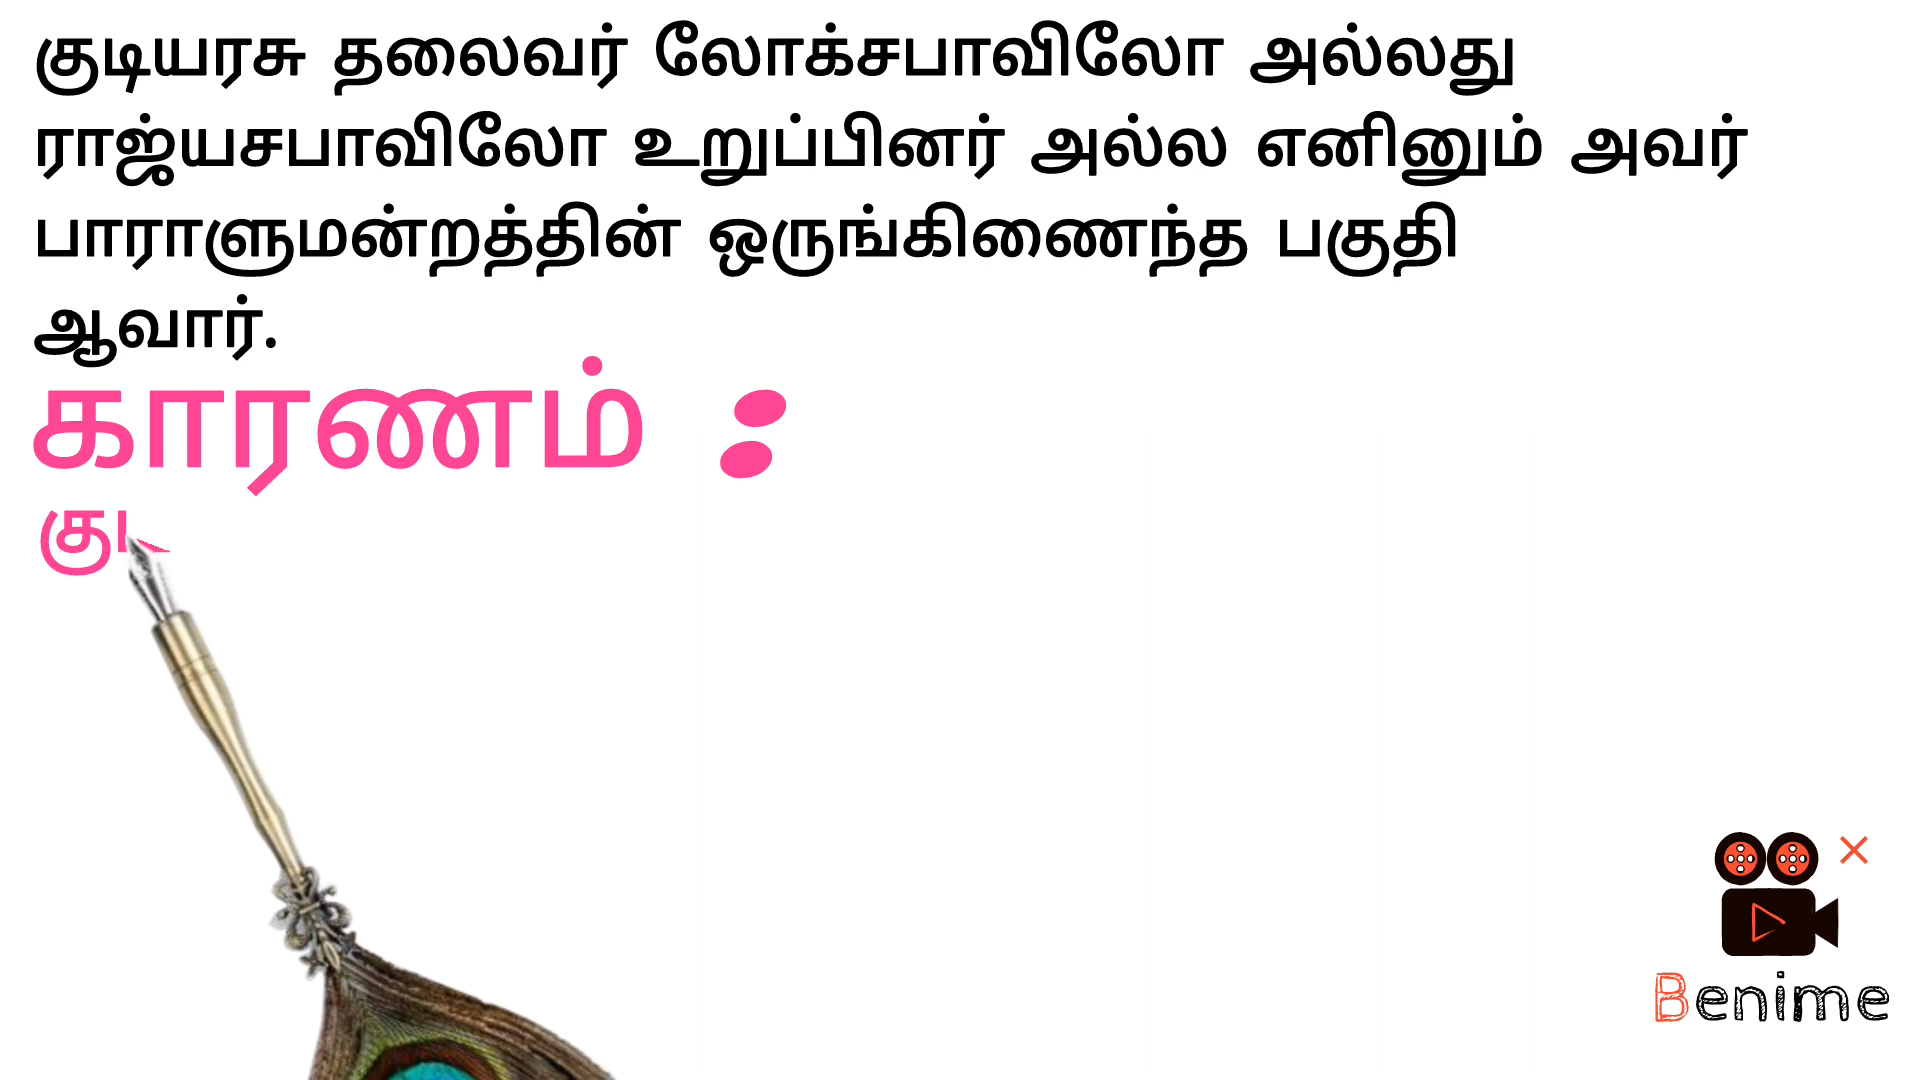 குடியரசு தலைவர் லோக்சபாவிலோ அல்லது
ராஜ்யசபாவிலோ உறுப்பினர் அல்ல எனினும் அவர்
பாராளுமன்றத்தின் ஒருங்கிணைந்த பகுதி
ஆவார்.
காரணம் :
கு
Benime